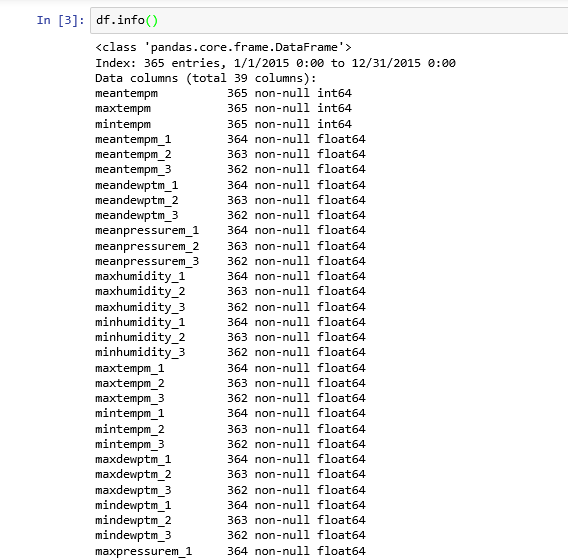 In [3]: df.info()
<class 'pandas.core.frame.DataFrame'>
Index: 365 entries, 1/1/2015 0:00 to 12/31/2015 0:00
Data columns (total 39 columns):
meantempm 365 non-null int64
maxtempm 365 non-null int64
mintempm 365 non-null int64
meantempm_1 364 non-null float64
meantempm_2 363 non-null float64
meantempm_3 362 non-null float64
meandewptm_1 364 non-null float64
meandewptm_2 363 non-null float64
meandewptm_3 362 non-null float64
meanpressurem_1 364 non-null float64
meanpressurem_2 363 non-null float64
meanpressurem_3 362 non-null float64
maxhumidity_1 364 non-null float64
maxhumidity_2 363 non-null float64
maxhumidity_3 362 non-null float64
minhumidity_1 364 non-null float64
minhumidity_2 363 non-null float64
minhumidity_3 362 non-null float64
maxtempm_1 364 non-null float64
maxtempm_2 363 non-null float64
maxtempm_3 362 non-null float64
mintempm_1 364 non-null float64
mintempm_2 363 non-null float64
mintempm_3 362 non-null float64
maxdewptm_1 364 non-null float64
maxdewptm_2 363 non-null float64
maxdewptm_3 362 non-null float64
mindewptm_1 364 non-null float64
mindewptm_2 363 non-null float64
mindewptm_3 362 non-null float64
maxpressurem_1 364 non-null float64